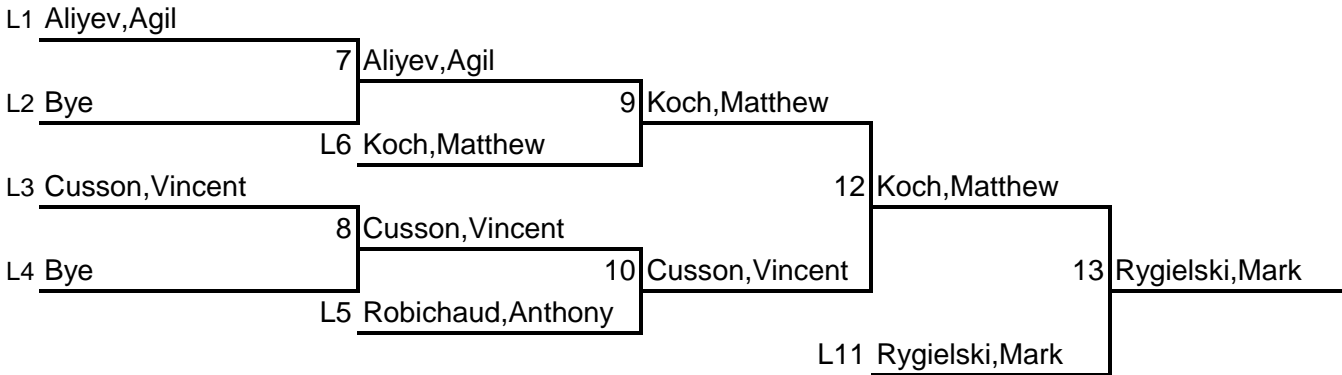 L1 Aliyev,Agil
7 Aliyev,Agil
L2 Bye
9 Koch,Matthew
L6 Koch,Matthew
L3 Cusson,Vincent
12 Koch,Matthew
8 Cusson,Vincent
L4 Bye
10 Cusson,Vincent
13 Rygielski,Mark
L5 Robichaud,Anthony
L11 Rygielski,Mark